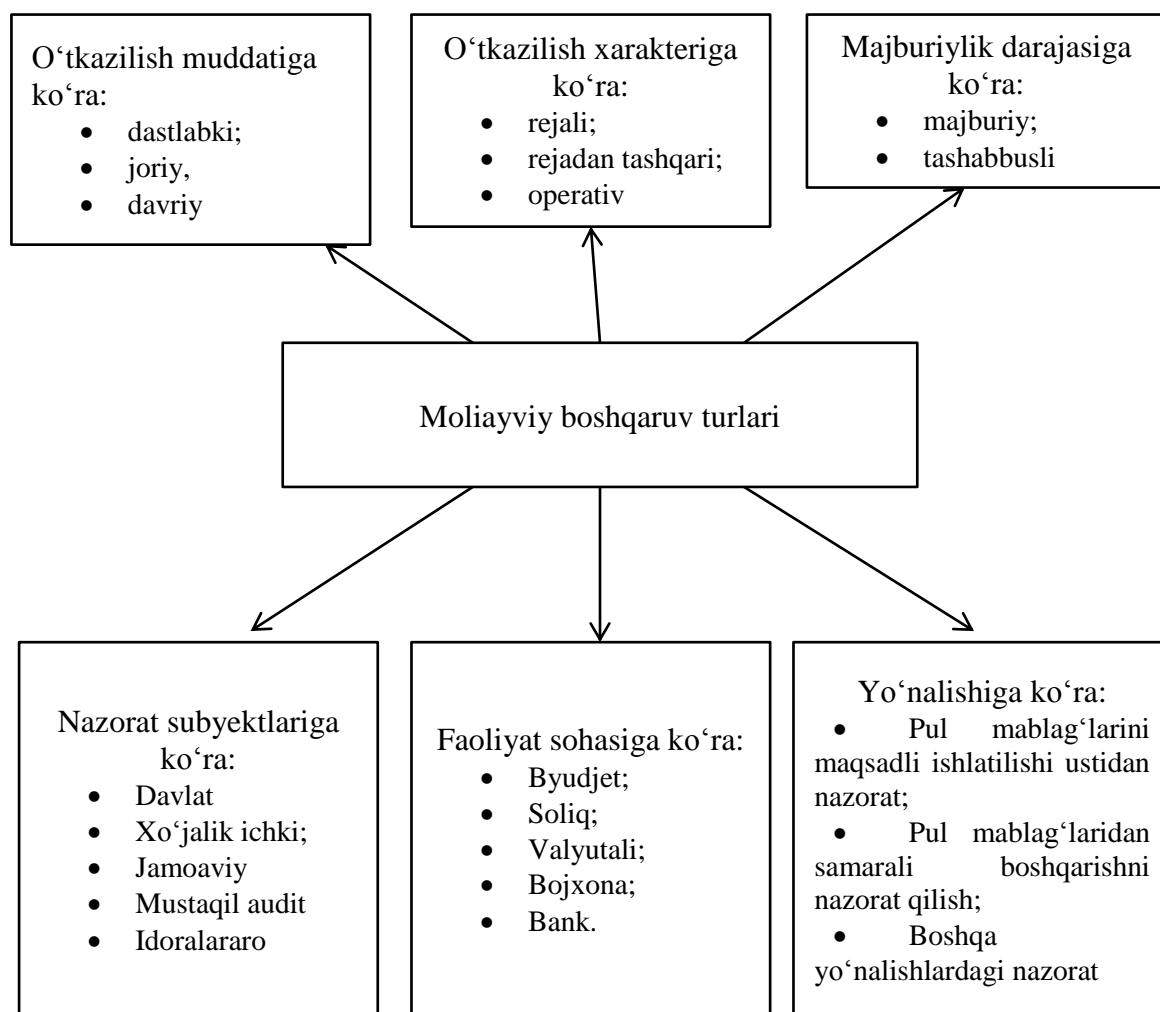 O‘tkazilish muddatiga
ko‘ra:
• dastlabki;
• joriy,
• davriy
O‘tkazilish xarakteriga
ko‘ra:
• rejali;
• rejadan tashqari;
• operativ
Majburiylik darajasiga
ko‘ra:
• majburiy;
• tashabbusli
Moliayviy boshqaruv turlari
Nazorat subyektlariga
ko‘ra:
• Davlat
• Xo‘jalik ichki;
• Jamoaviy
• Mustaqil audit
• Idoralararo
Faoliyat sohasiga ko‘ra:
• Byudjet;
• Soliq;
• Valyutali;
• Bojxona;
• Bank.
Yo‘nalishiga ko‘ra:
• Pul mablag‘larini
maqsadli ishlatilishi ustidan
nazorat;
• Pul mablag‘laridan
samarali boshqarishni
nazorat qilish;
• Boshqa
yo‘nalishlardagi nazorat